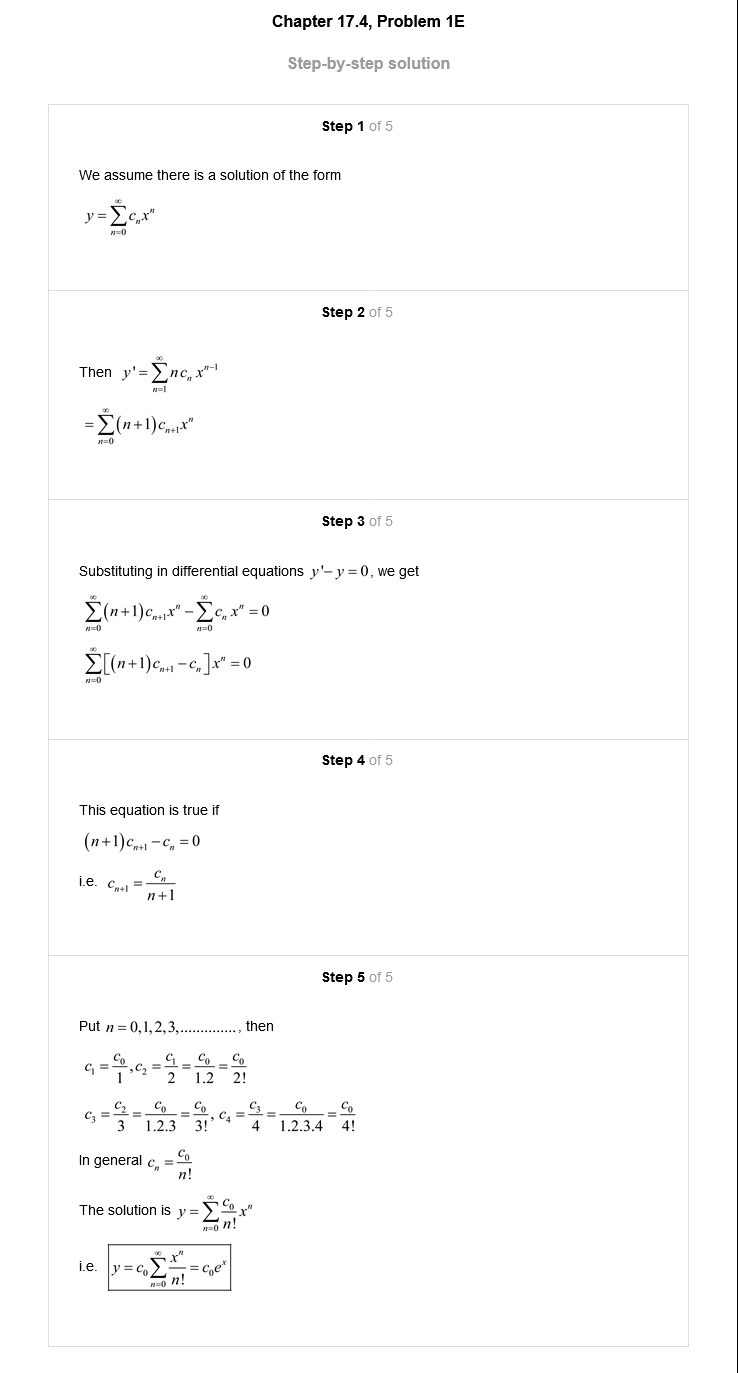 Chapter 17.4, Problem 1E
Step-by-step solution
Step 1 of 5
We assume there is a solution of the form
$y = \sum_{n=0}^{\infty} c_n x^n$
Step 2 of 5
Then $y' = \sum_{n=1}^{\infty} n c_n x^{n-1}$
$= \sum_{n=0}^{\infty} (n+1) c_{n+1} x^n$
Step 3 of 5
Substituting in differential equations $y' - y = 0$, we get
$\sum_{n=0}^{\infty} (n+1) c_{n+1} x^n - \sum_{n=0}^{\infty} c_n x^n = 0$
$\sum_{n=0}^{\infty} [(n+1) c_{n+1} - c_n] x^n = 0$
Step 4 of 5
This equation is true if
$(n+1) c_{n+1} - c_n = 0$
i.e. $c_{n+1} = \frac{c_n}{n+1}$
Step 5 of 5
Put $n = 0, 1, 2, 3, ..............$, then
$c_1 = \frac{c_0}{1}, c_2 = \frac{c_1}{2} = \frac{c_0}{1.2} = \frac{c_0}{2!}$
$c_3 = \frac{c_2}{3} = \frac{c_0}{1.2.3} = \frac{c_0}{3!}, c_4 = \frac{c_3}{4} = \frac{c_0}{1.2.3.4} = \frac{c_0}{4!}$
In general $c_n = \frac{c_0}{n!}$
The solution is $y = \sum_{n=0}^{\infty} \frac{c_0}{n!} x^n$
i.e. $y = c_0 \sum_{n=0}^{\infty} \frac{x^n}{n!} = c_0 e^x$